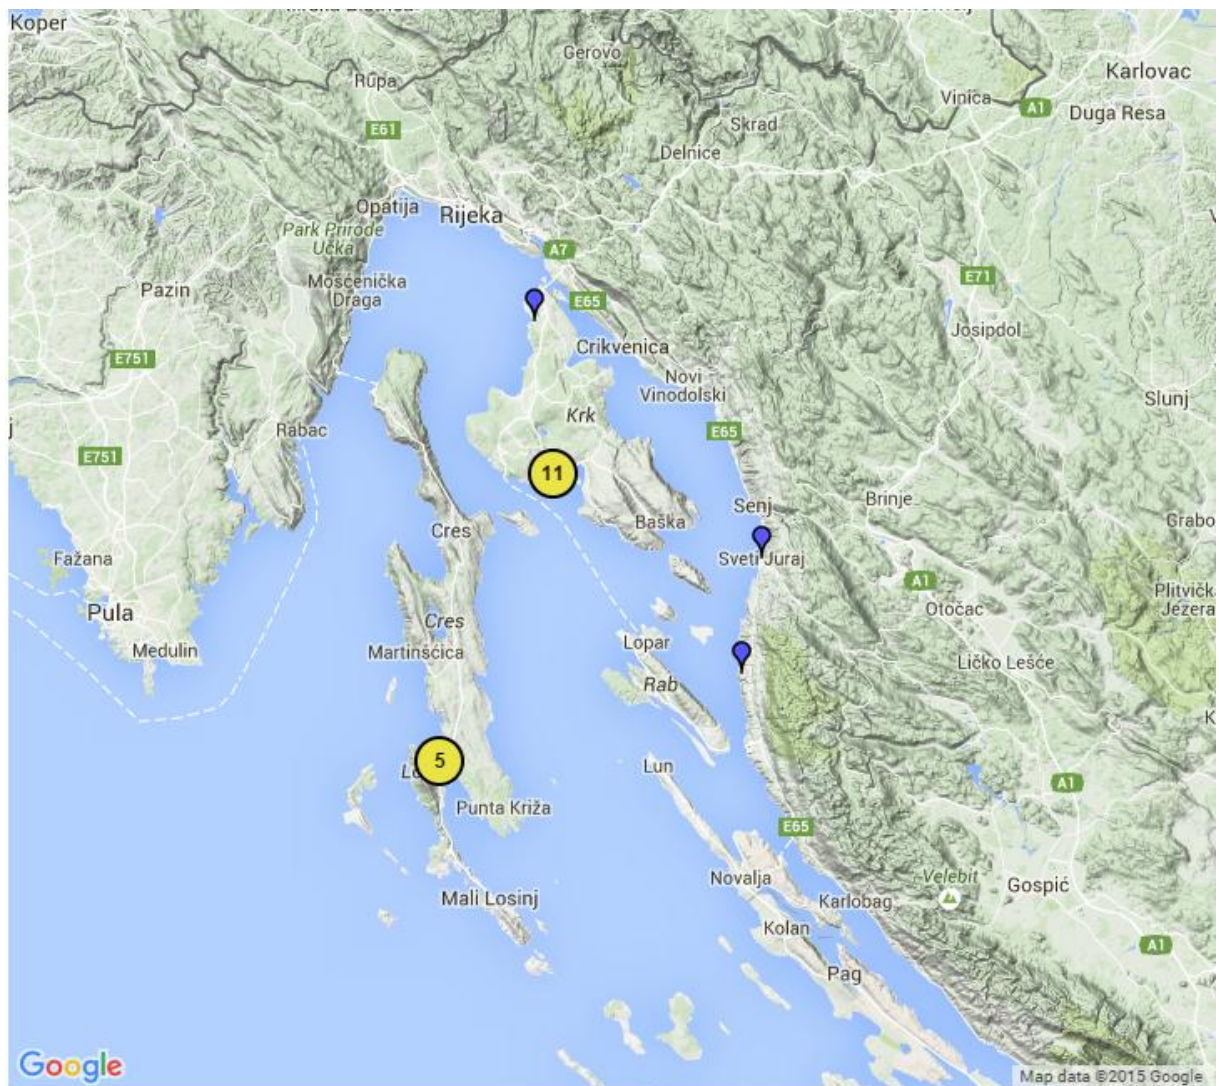 Koper
Gerovo
Karlovac
Rupa
Vinica
A1
Duga Resa
E61
Skrad
Delnice
Opatija
Rijeka
Park Prirode
Učka
A7
Mošćenička
Draga
E71
Pazin
E65
Josipdol
Crikvenica
E751
Novi
Vinodolski
Slunj
Krk
Rabac
E65
E751
11
Brinje
Senj
Baška
Grabo
Cres
Fažana
Sveti Juraj
A1
Plitvičk
Jezera
Pula
Otočac
Cres
Medulin
Martinšćica
Lopar
Ličko Lešće
Rab
5
Lun
A1
Punta Križa
E65
Novalja
Velebit
Gospić
Mali Losinj
Karlobag
Kolan
A1
Pag
Google
Map data ©2015 Google